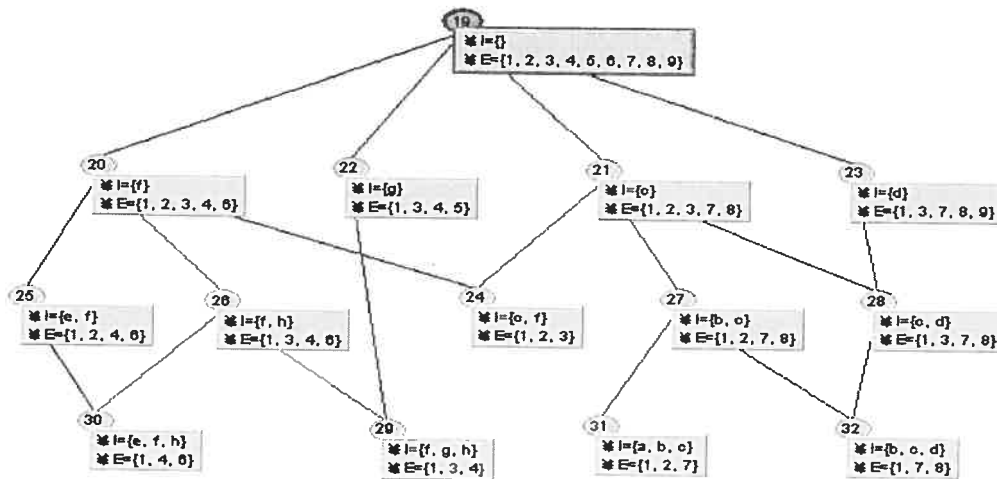 19
I={}
E={1, 2, 3, 4, 5, 6, 7, 8, 9}
20
I={f}
E={1, 2, 3, 4, 6}
22
I={g}
E={1, 3, 4, 5}
21
I={c}
E={1, 2, 3, 7, 8}
23
I={d}
E={1, 3, 7, 8, 9}
25
I={e, f}
E={1, 2, 4, 6}
26
I={f, h}
E={1, 3, 4, 6}
24
I={c, f}
E={1, 2, 3}
27
I={b, c}
E={1, 2, 7, 8}
28
I={c, d}
E={1, 3, 7, 8}
30
I={e, f, h}
E={1, 4, 6}
29
I={f, g, h}
E={1, 3, 4}
31
I={a, b, c}
E={1, 2, 7}
32
I={b, c, d}
E={1, 7, 8}